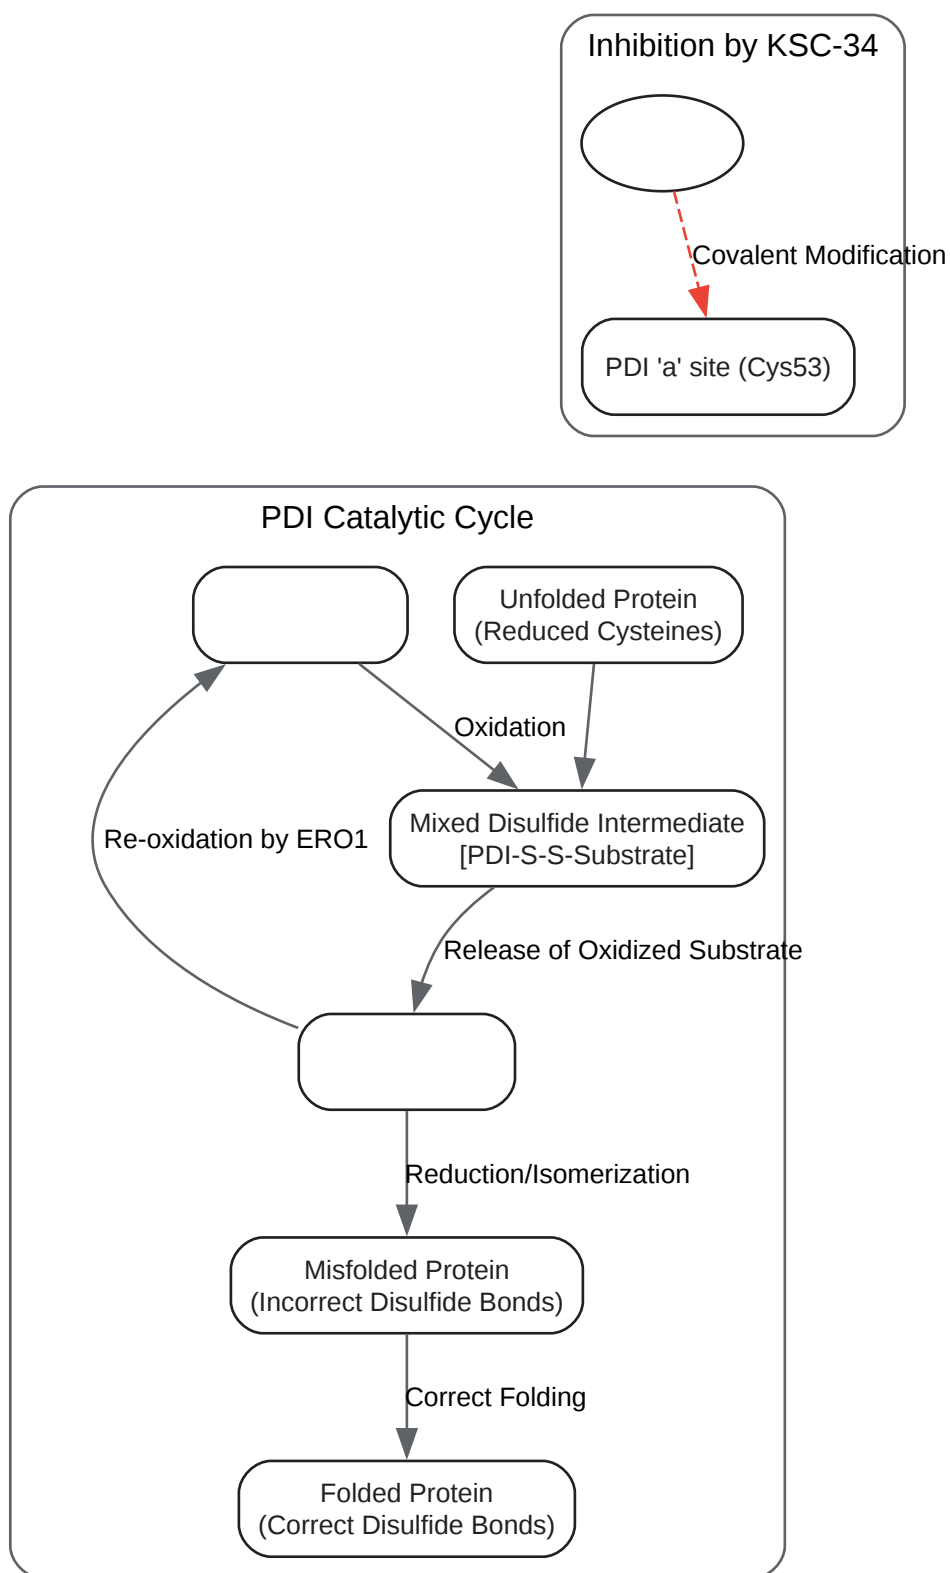 Inhibition by KSC-34
Covalent Modification
PDI 'a' site (Cys53)
PDI Catalytic Cycle
Unfolded Protein
(Reduced Cysteines)
Oxidation
Mixed Disulfide Intermediate
[PDI-S-S-Substrate]
Re-oxidation by ERO1
Release of Oxidized Substrate
Reduction/Isomerization
Misfolded Protein
(Incorrect Disulfide Bonds)
Correct Folding
Folded Protein
(Correct Disulfide Bonds)